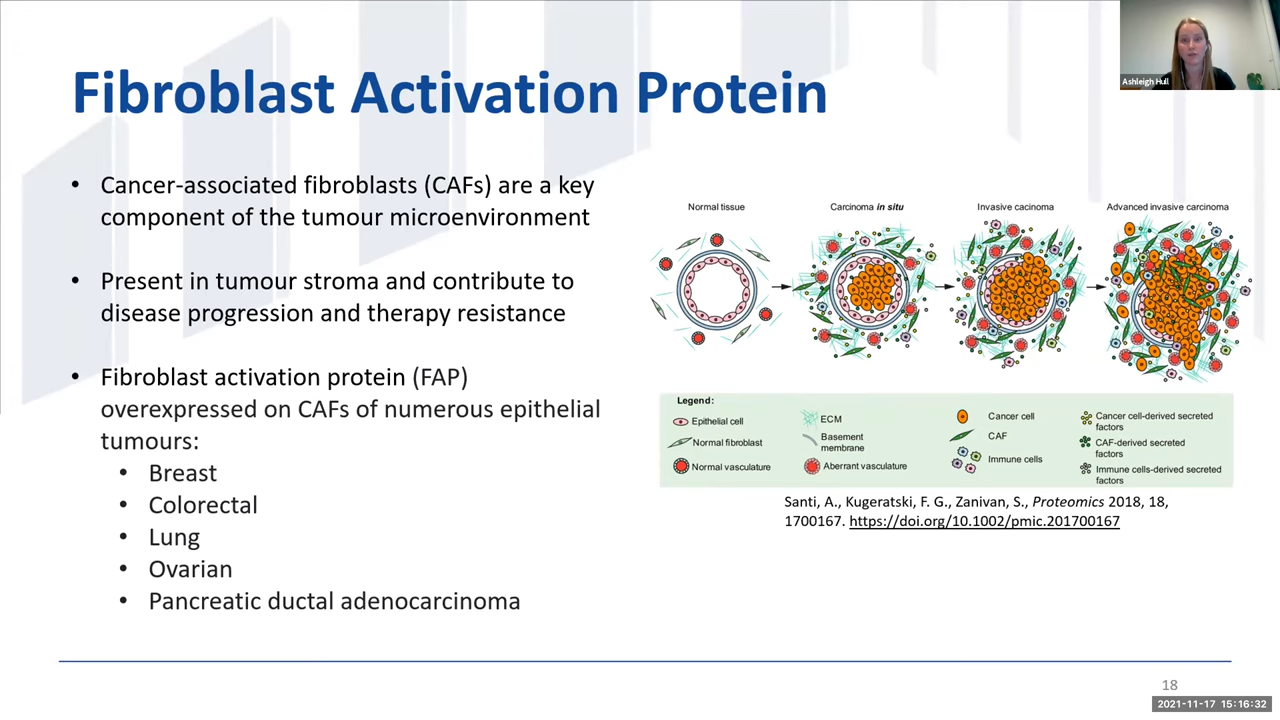 Ashleigh Hull
Fibroblast Activation Protein
• Cancer-associated fibroblasts (CAFs) are a key
component of the tumour microenvironment
• Present in tumour stroma and contribute to
disease progression and therapy resistance
• Fibroblast activation protein (FAP)
overexpressed on CAFs of numerous epithelial
tumours:
• Breast
• Colorectal
• Lung
• Ovarian
• Pancreatic ductal adenocarcinoma
Normal tissue
Carcinoma in situ
Invasive cacinoma
Advanced invasive carcinoma
Legend:
Epithelial cell
Normal fibroblast
Normal vasculature
ECM
Basement
membrane
Aberrant vasculature
Cancer cell
CAF
Immune cells
Cancer cell-derived secreted
factors
CAF-derived secreted
factors
Immune cells-derived secreted
factors
Santi, A., Kugeratski, F. G., Zanivan, S., Proteomics 2018, 18,
1700167. https://doi.org/10.1002/pmic.201700167
18
2021-11-17 15:16:32